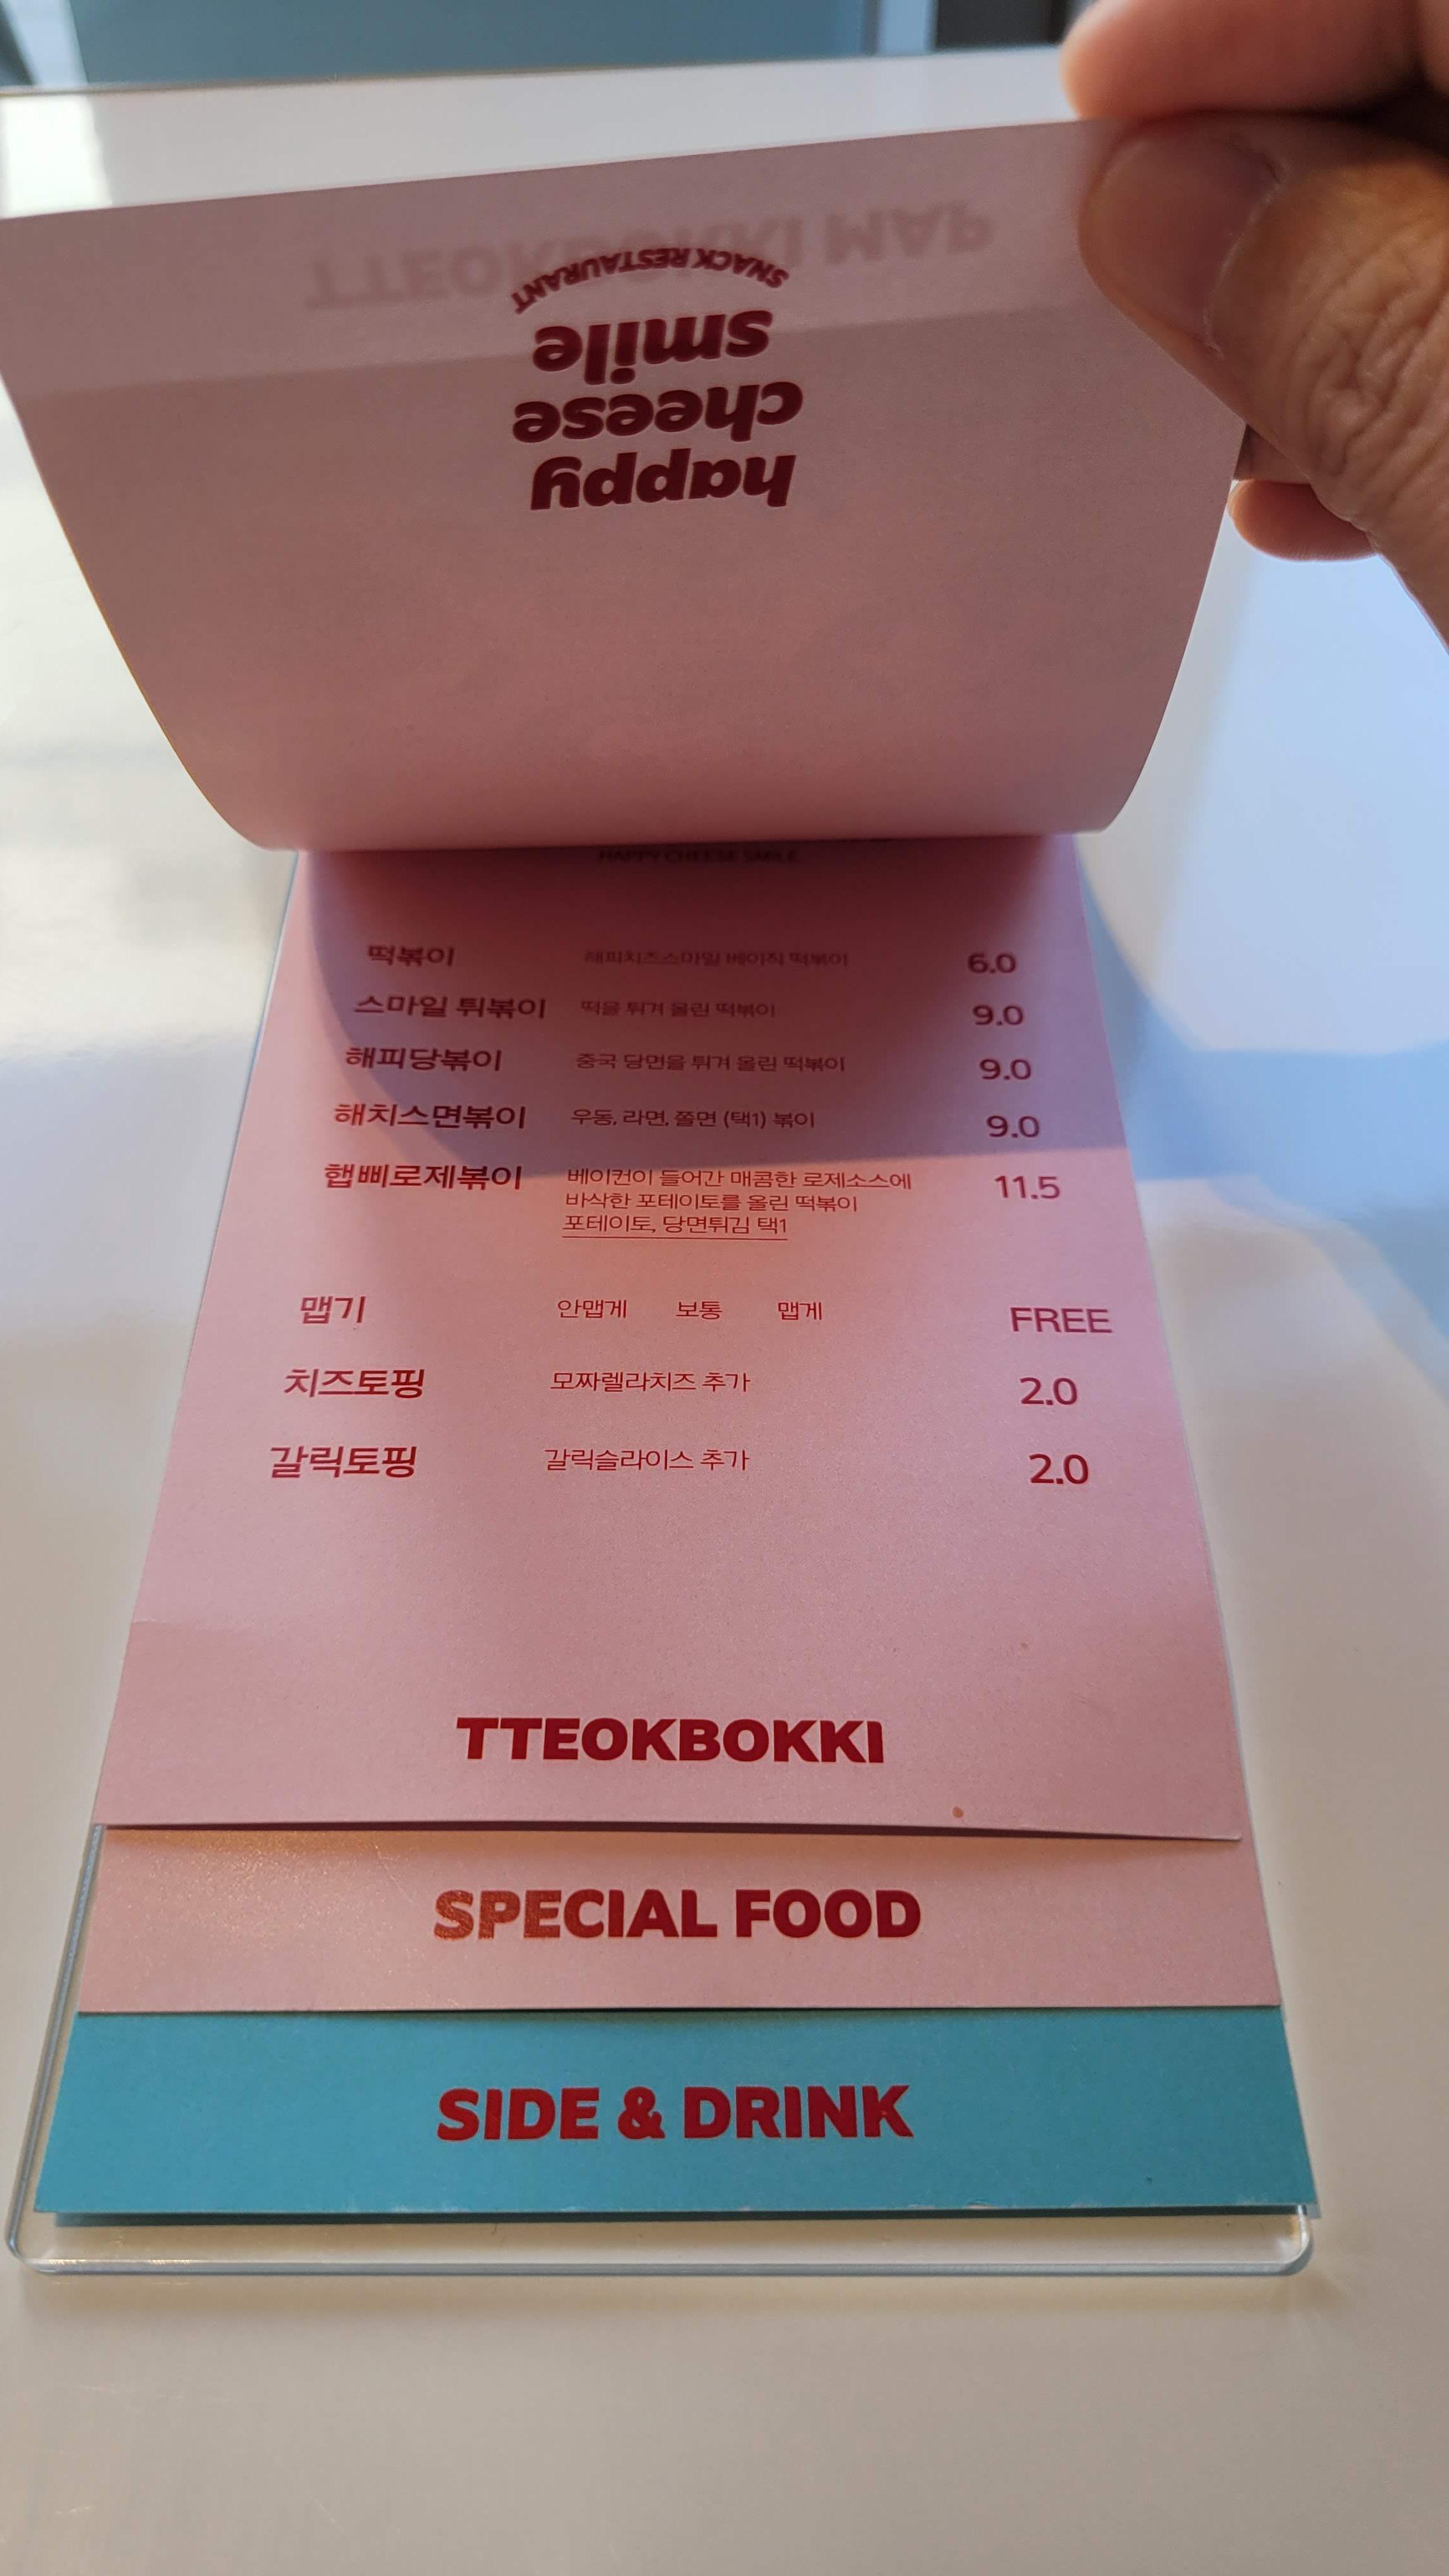 TTEOKBOKKI MAP
SNACK RESTAURANT
smile
cheese
happy
HAPPY CHEESE SMILE
떡볶이 해피치즈스마일 베이직 떡볶이 6.0
스마일 튀볶이 떡을 튀겨 올린 떡볶이 9.0
해피당볶이 중국 당면을 튀겨 올린 떡볶이 9.0
해치스면볶이 우동, 라면, 쫄면 (택1) 볶이 9.0
햅삐로제볶이 베이컨이 들어간 매콤한 로제소스에 11.5
바삭한 포테이토를 올린 떡볶이
포테이토, 당면튀김 택1
맵기 안맵게 보통 맵게 FREE
치즈토핑 모짜렐라치즈 추가 2.0
갈릭토핑 갈릭슬라이스 추가 2.0
TTEOKBOKKI
SPECIAL FOOD
SIDE & DRINK